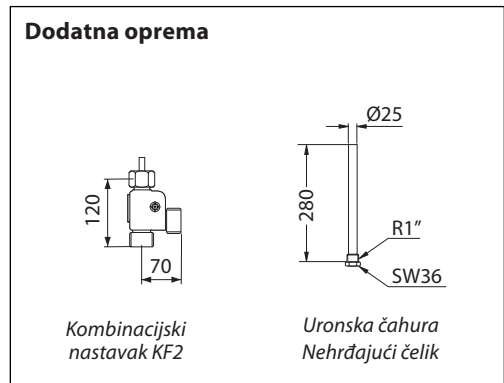 Dodatna oprema
120
70
Ø25
280
R1”
SW36
Kombinacijski
nastavak KF2
Uronska čahura
Nehrđajući čelik